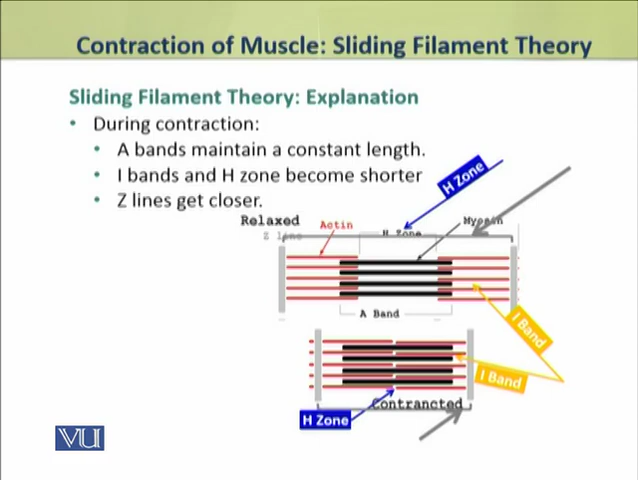 Contraction of Muscle: Sliding Filament Theory
Sliding Filament Theory: Explanation
• During contraction:
• A bands maintain a constant length.
• I bands and H zone become shorter
• Z lines get closer.
H Zone
Relaxed
Actin
Myosin
Z line
H Zone
A Band
I Band
I Band
Contrancted
H Zone
VU